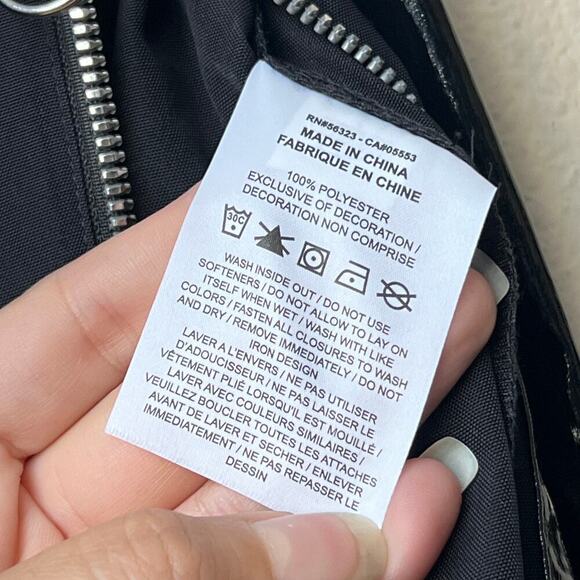 RN#56323 - CA#05553
MADE IN CHINA
FABRIQUE EN CHINE
100% POLYESTER
EXCLUSIVE OF DECORATION /
DECORATION NON COMPRISE
30C
WASH INSIDE OUT / DO NOT USE
SOFTENERS / DO NOT ALLOW TO LAY ON
ITSELF WHEN WET / WASH WITH LIKE
COLORS / FASTEN ALL CLOSURES TO WASH
AND DRY / REMOVE IMMEDIATELY / DO NOT
IRON DESIGN
LAVER A L'ENVERS / NE PAS UTILISER
D'ADOUCISSEUR / NE PAS LAISSER LE
VÊTEMENT PLIÉ LORSQU'IL EST MOUILLÉ /
LAVER AVEC COULEURS SIMILAIRES /
VEUILLEZ BOUCLER TOUTES LES ATTACHES
AVANT DE LAVER ET SECHER / ENLEVER
IMMEDIATEMENT / NE PAS REPASSER LE
DESSIN